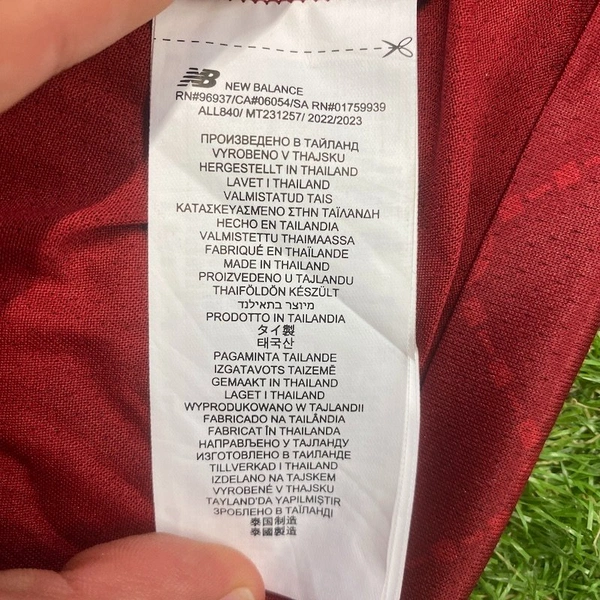 NB NEW BALANCE
RN#96937/CA#06054/SA RN#01759939
ALL840/ MT231257/ 2022/2023
ПРОИЗВЕДЕНО В ТАЙЛАНД
VYROBENO V THAJSKU
HERGESTELLT IN THAILAND
LAVET I THAILAND
VALMISTATUD TAIS
ΚΑΤΑΣΚΕΥΑΣΜΈΝΟ ΣΤΗΝ ΤΑΪΛΆΝΔΗ
HECHO EN TAILANDIA
VALMISTETTU THAIMAASSA
FABRIQUÉ EN THAÏLANDE
MADE IN THAILAND
PROIZVEDENO U TAJLANDU
THAIFÖLDÖN KÉSZÜLT
מיוצר בתאילנד
PRODOTTO IN TAILANDIA
タイ製
태국산
PAGAMINTA TAILANDE
IZGATAVOTS TAIZEMĒ
GEMAAKT IN THAILAND
LAGET I THAILAND
WYPRODUKOWANO W TAJLANDII
FABRICADO NA TAILÂNDIA
FABRICAT ÎN THAILANDA
НАПРАВЉЕНО У ТАЈЛАНДУ
ИЗГОТОВЛЕНО В ТАИЛАНДЕ
TILLVERKAD I THAILAND
IZDELANO NA TAJSKEM
VYROBENÉ V THAJSKU
TAYLAND'DA YAPILMIŞTIR
ЗРОБЛЕНО В ТАЇЛАНДІ
泰国制造
泰國製造